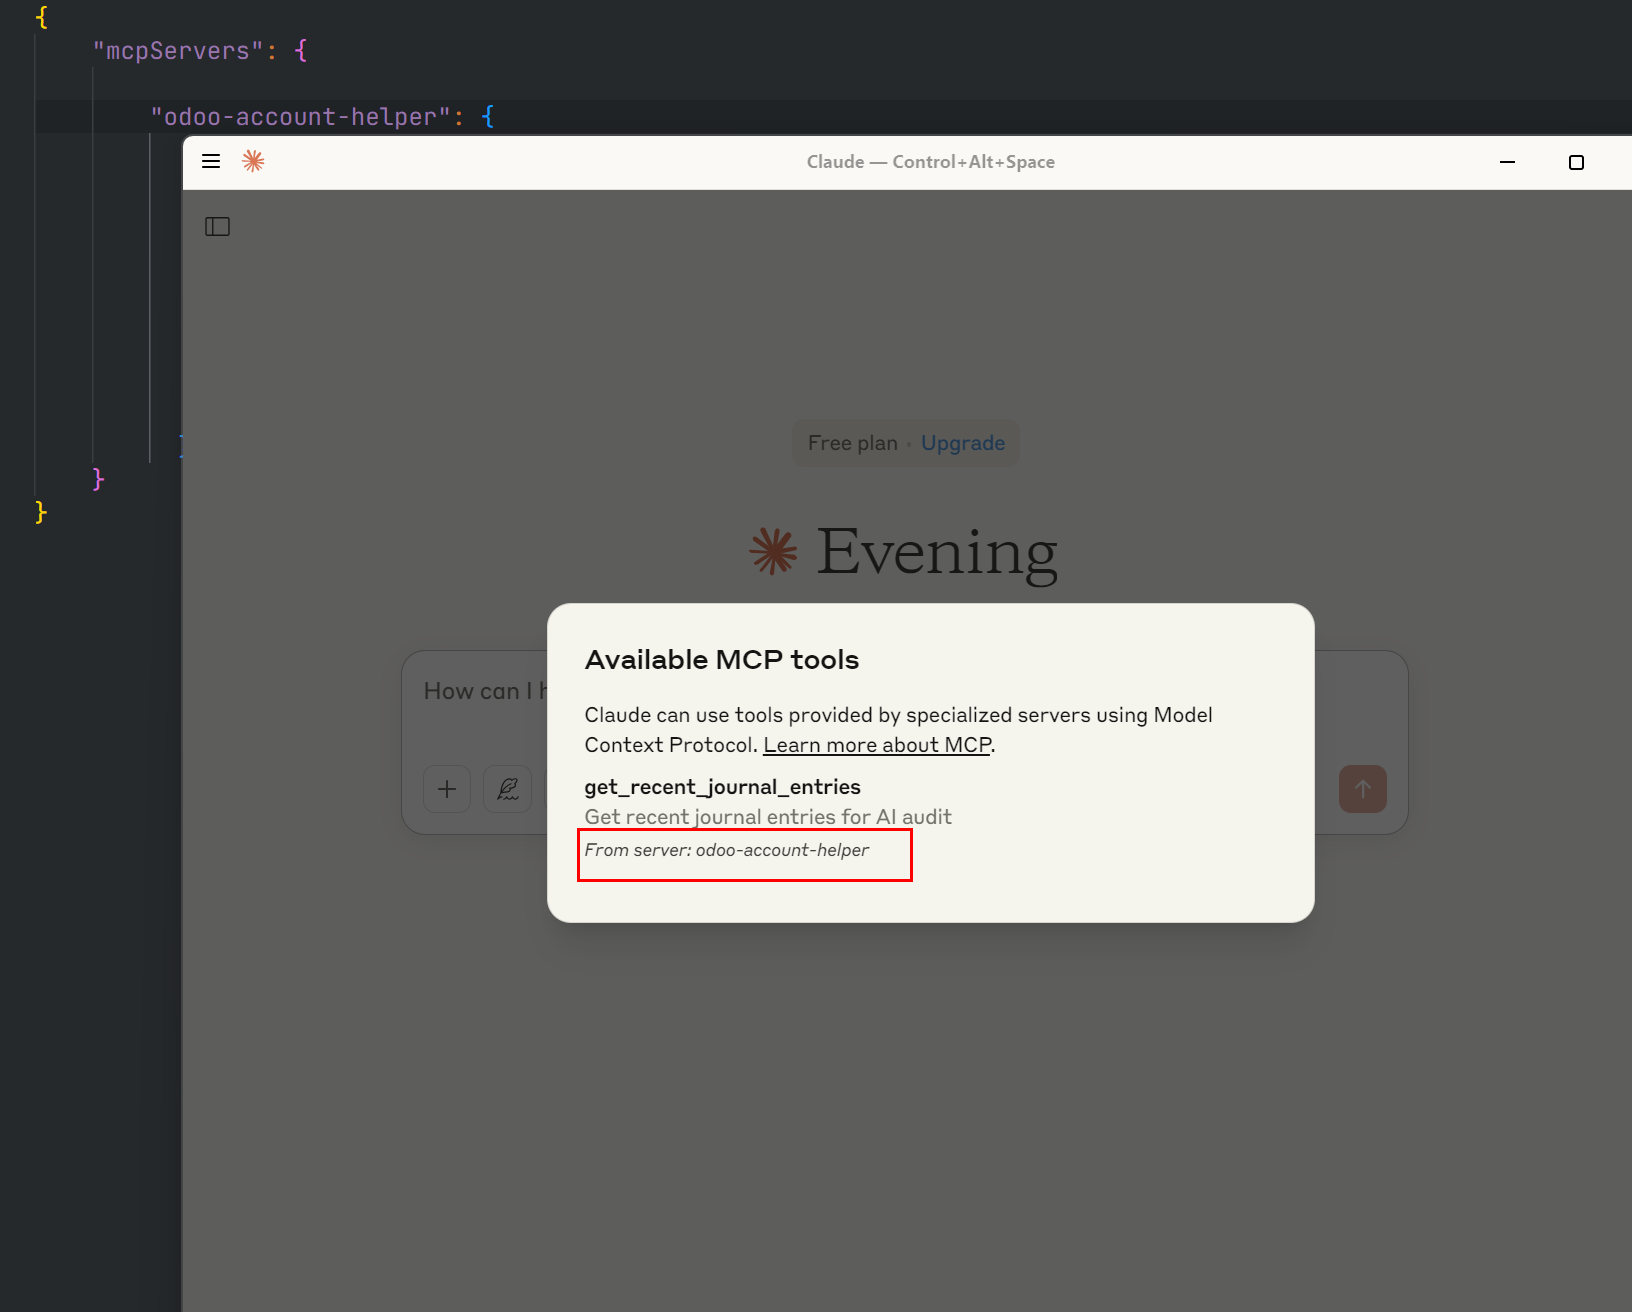 {
"mcpServers": {
"odoo-account-helper": {
Claude — Control+Alt+Space
Free plan · Upgrade
Evening
Available MCP tools
How can I h
Claude can use tools provided by specialized servers using Model
Context Protocol. Learn more about MCP.
get_recent_journal_entries
Get recent journal entries for AI audit
From server: odoo-account-helper
}
}
}